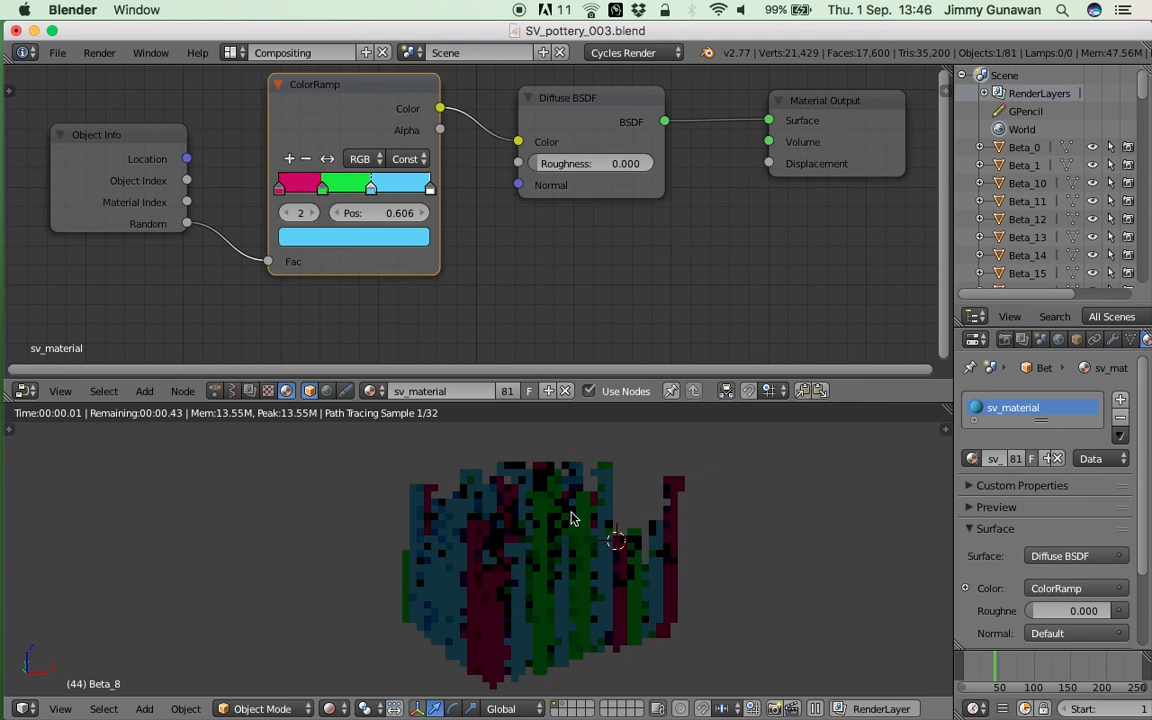 Blender Window 11 99% Thu. 1 Sep. 13:46 Jimmy Gunawan
SV_pottery_003.blend
File Render Window Help Compositing Scene Cycles Render v2.77 | Verts:21,429 | Faces:17,600 | Tris:35,200 | Objects:1/81 | Lamps:0/0 | Mem:47.56M
Object Info
Location
Object Index
Material Index
Random
ColorRamp
Color
Alpha
RGB Const
2 Pos: 0.606
Fac
Diffuse BSDF
BSDF
Color
Roughness: 0.000
Normal
Material Output
Surface
Volume
Displacement
sv_material
View Select Add Node sv_material 81 F Use Nodes
Time:00:00.01 | Remaining:00:00.43 | Mem:13.55M, Peak:13.55M | Path Tracing Sample 1/32
z
(44) Beta_8
View Select Add Object Object Mode Global RenderLayer
Scene
RenderLayers
GPencil
World
Beta_0
Beta_1
Beta_10
Beta_11
Beta_12
Beta_13
Beta_14
Beta_15
View Search All Scenes
Bet sv_mat
sv_material
sv_ 81 F Data
Custom Properties
Preview
Surface
Surface: Diffuse BSDF
Color: ColorRamp
Roughne 0.000
Normal: Default
50 100 150 200 250
Start: 1